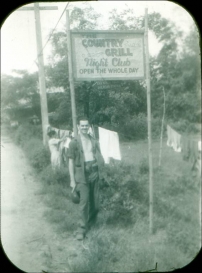 COUNTRY
GRILL
Night Club
OPEN THE WHOLE DAY